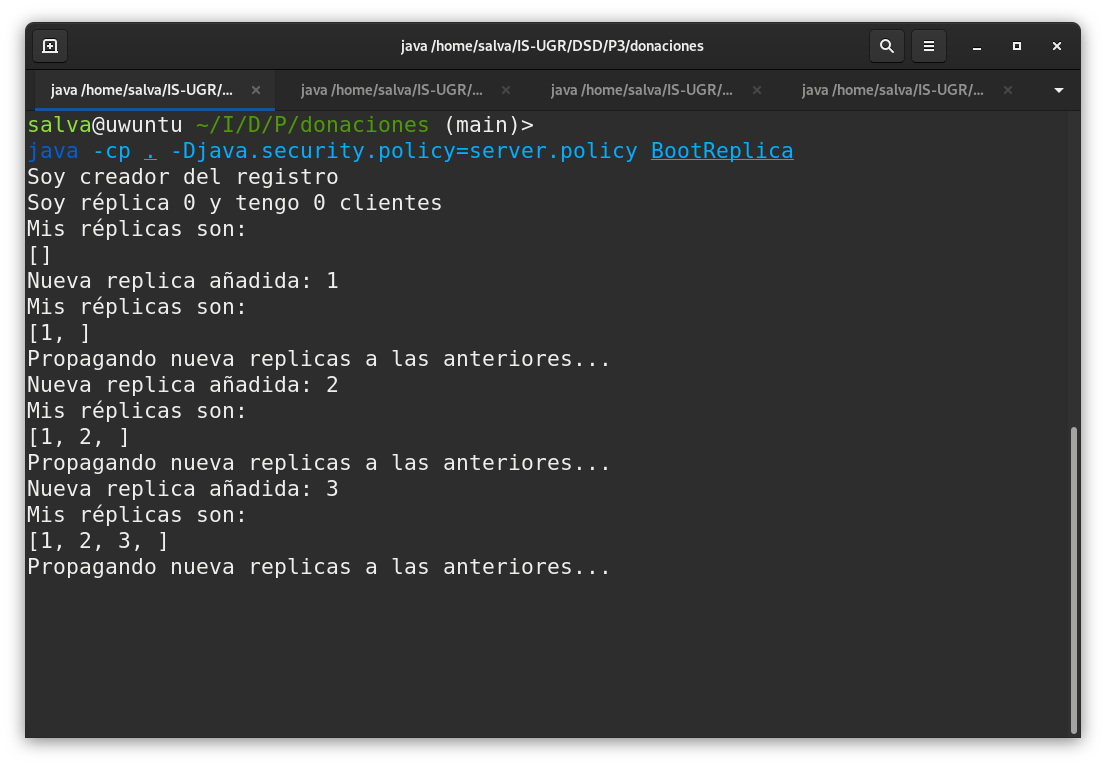 java /home/salva/IS-UGR/DSD/P3/donaciones
java /home/salva/IS-UGR/... java /home/salva/IS-UGR/... java /home/salva/IS-UGR/... java /home/salva/IS-UGR/...
salva@uwuntu ~/I/D/P/donaciones (main)>
java -cp . -Djava.security.policy=server.policy BootReplica
Soy creador del registro
Soy réplica 0 y tengo 0 clientes
Mis réplicas son:
[]
Nueva replica añadida: 1
Mis réplicas son:
[1, ]
Propagando nueva replicas a las anteriores...
Nueva replica añadida: 2
Mis réplicas son:
[1, 2, ]
Propagando nueva replicas a las anteriores...
Nueva replica añadida: 3
Mis réplicas son:
[1, 2, 3, ]
Propagando nueva replicas a las anteriores...